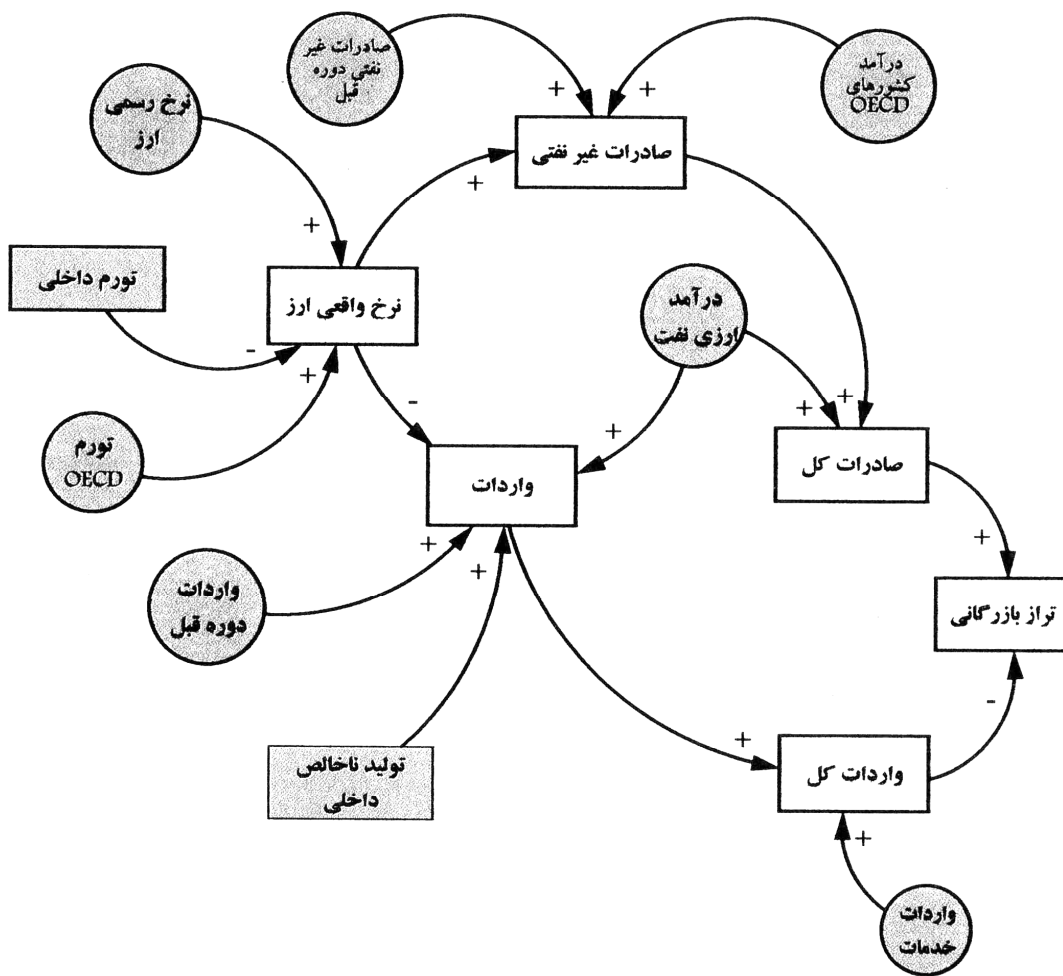 صادرات غیر
نفتی دوره
قبل
درآمد
کشورهای
OECD
نرخ رسمی
ارز
+
+
صادرات غیر نفتی
+
+
تورم داخلی
نرخ واقعی ارز
درآمد
ارزی نفت
-
+
-
+
+
+
تورم
OECD
واردات
صادرات کل
+
+
+
واردات
دوره قبل
تراز بازرگانی
-
تولید ناخالص
داخلی
+
واردات کل
+
واردات
خدمات